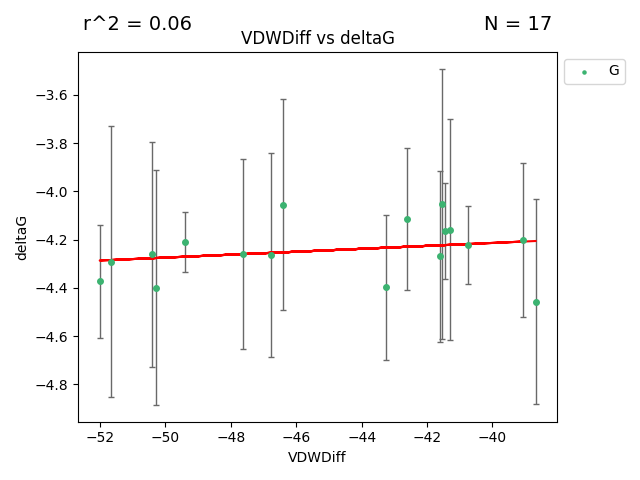 r^2 = 0.06
N = 17
VDWDiff vs deltaG
G
−3.6
−3.8
−4.0
−4.2
−4.4
−4.6
−4.8
deltaG
−52
−50
−48
−46
−44
−42
−40
VDWDiff